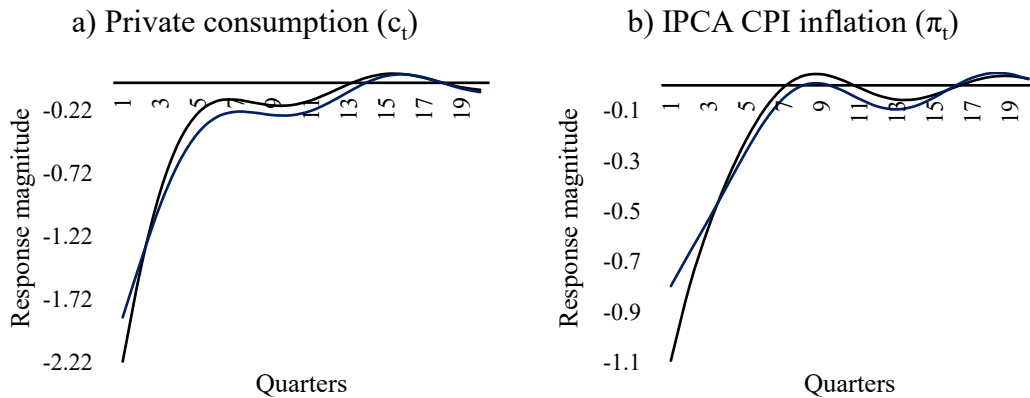 a) Private consumption (cₜ)
Response magnitude
-0.22
-0.72
-1.22
-1.72
-2.22
1 3 5 7 9 11 13 15 17 19
Quarters
b) IPCA CPI inflation (πₜ)
Response magnitude
-0.1
-0.3
-0.5
-0.7
-0.9
-1.1
1 3 5 7 9 11 13 15 17 19
Quarters